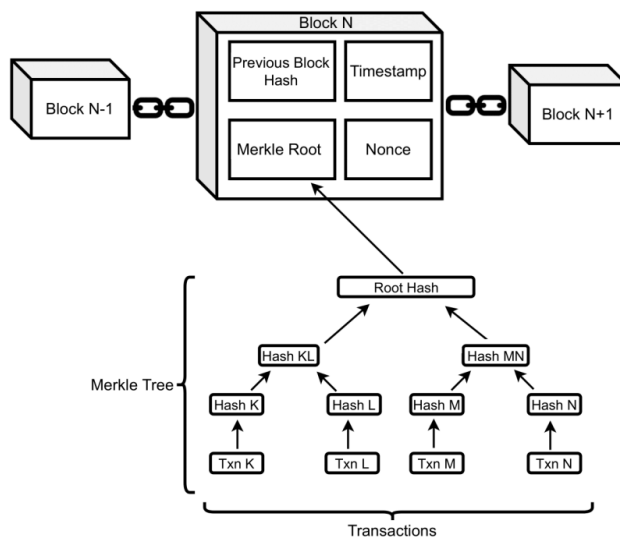 Block N
Previous Block
Hash
Timestamp
Block N-1
Block N+1
Merkle Root
Nonce
Root Hash
Hash KL
Hash MN
Merkle Tree
Hash K
Hash L
Hash M
Hash N
Txn K
Txn L
Txn M
Txn N
Transactions